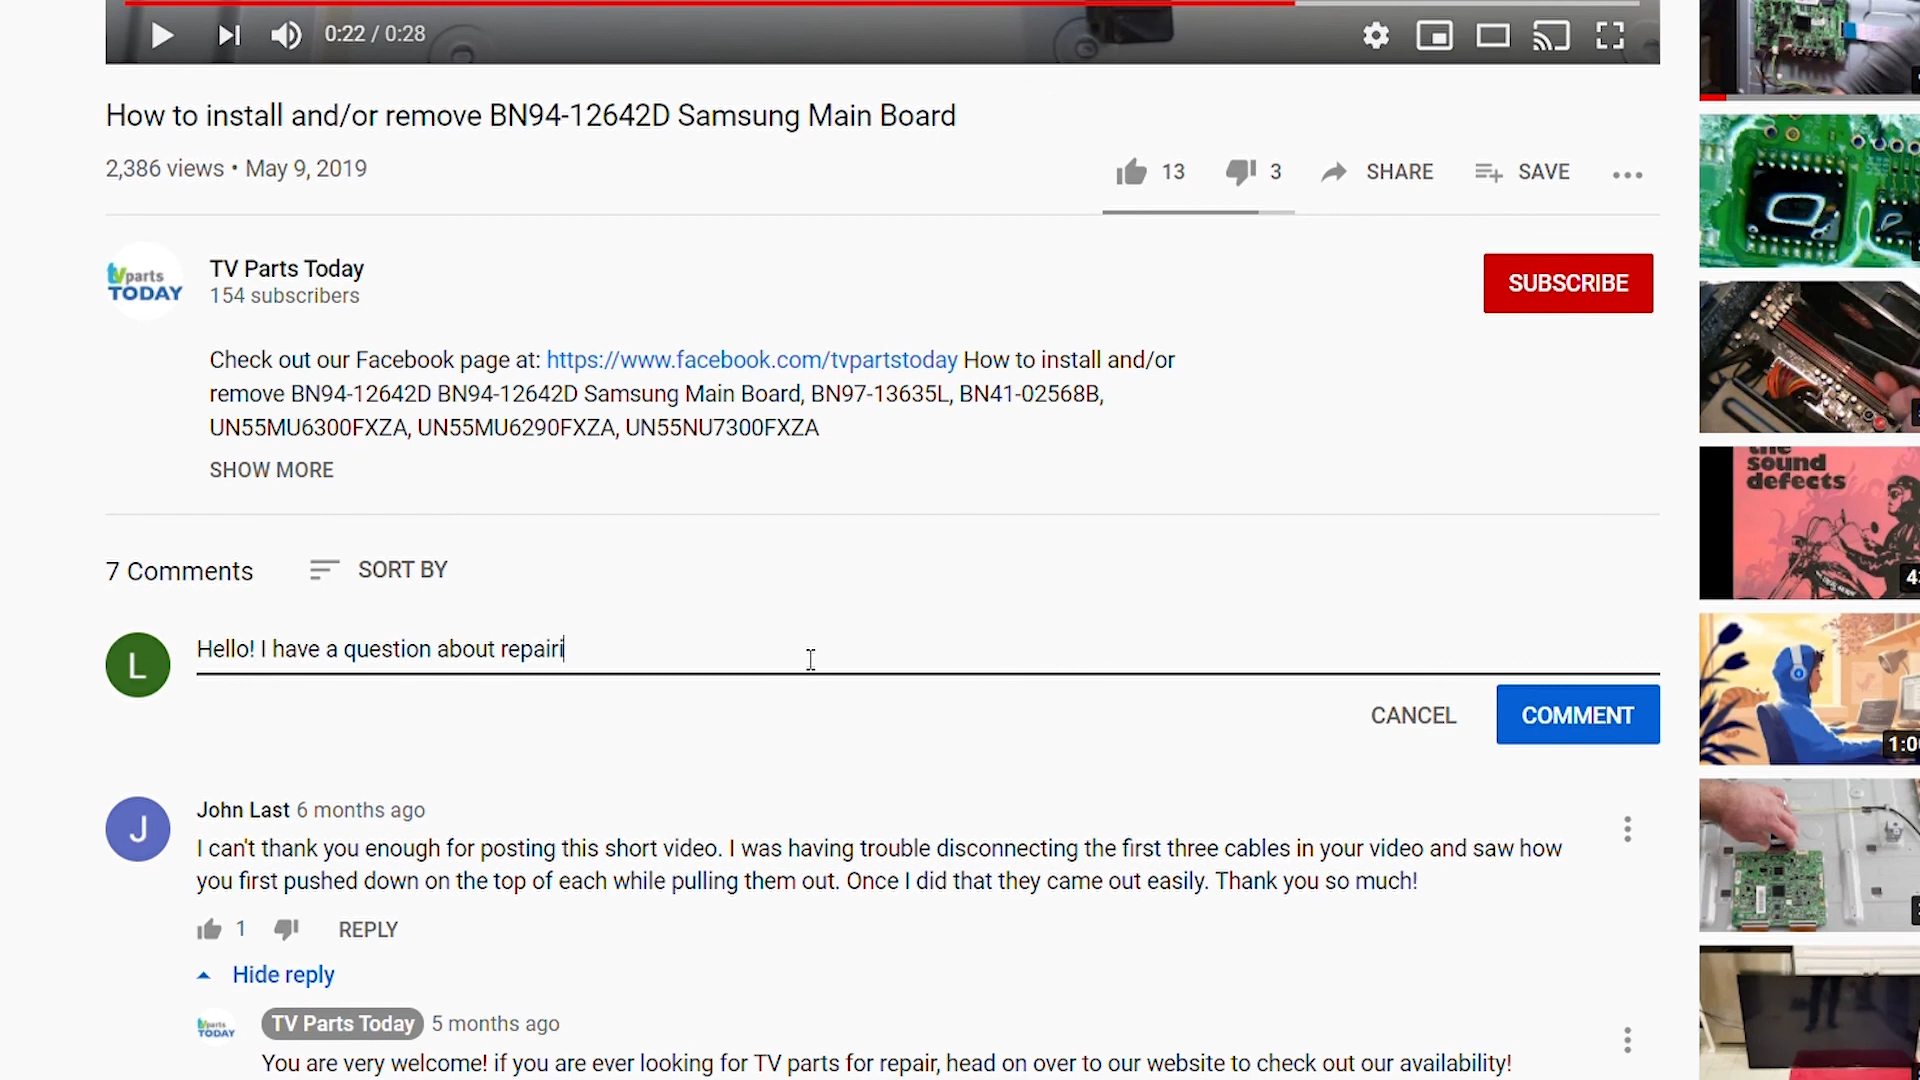 0:22 / 0:28
How to install and/or remove BN94-12642D Samsung Main Board
2,386 views • May 9, 2019
13
3
SHARE
SAVE
tvparts
TODAY
TV Parts Today
154 subscribers
SUBSCRIBE
Check out our Facebook page at: https://www.facebook.com/tvpartstoday How to install and/or
remove BN94-12642D BN94-12642D Samsung Main Board, BN97-13635L, BN41-02568B,
UN55MU6300FXZA, UN55MU6290FXZA, UN55NU7300FXZA
SHOW MORE
the
sound
defects
7 Comments
SORT BY
L
Hello! I have a question about repairi
CANCEL
COMMENT
J
John Last 6 months ago
I can't thank you enough for posting this short video. I was having trouble disconnecting the first three cables in your video and saw how
you first pushed down on the top of each while pulling them out. Once I did that they came out easily. Thank you so much!
1
REPLY
Hide reply
tvparts
TODAY
TV Parts Today 5 months ago
You are very welcome! if you are ever looking for TV parts for repair, head on over to our website to check out our availability!